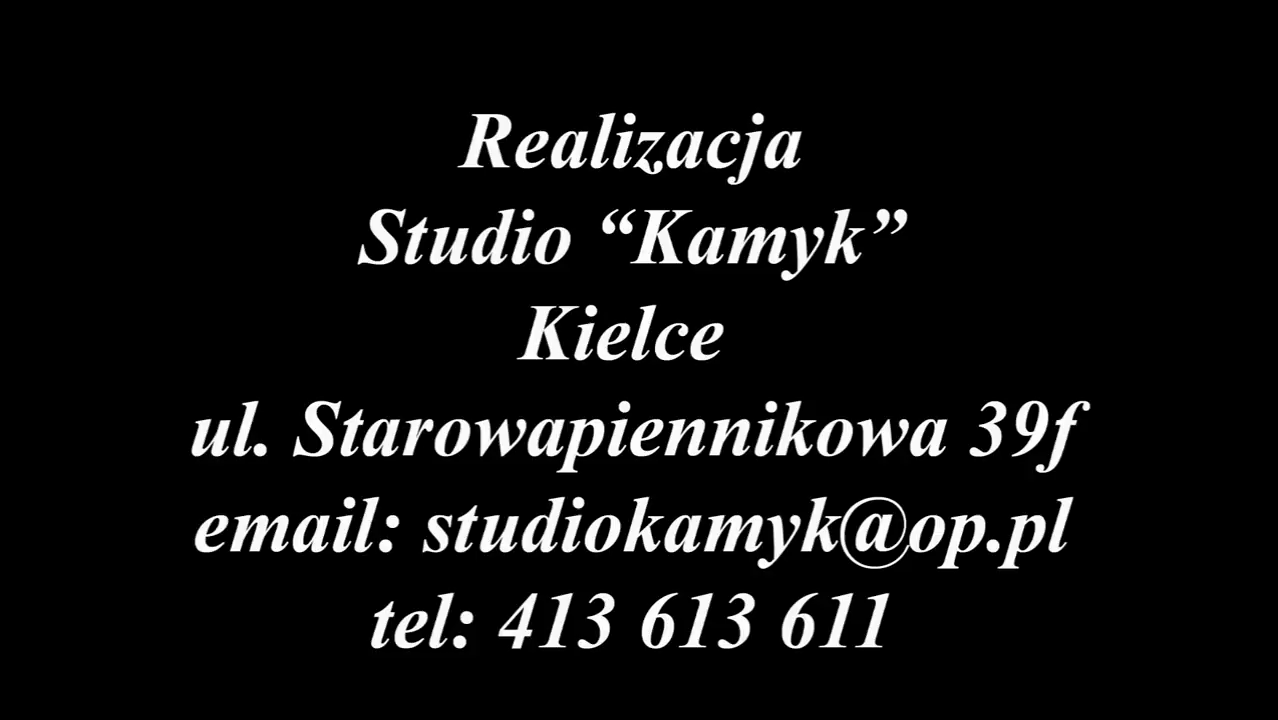 Realizacja
Studio “Kamyk”
Kielce
ul. Starowapiennikowa 39f
email: studiokamyk@op.pl
tel: 413 613 611